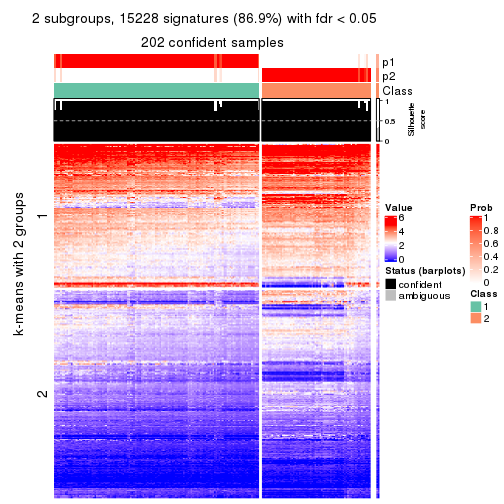 2 subgroups, 15228 signatures (86.9%) with fdr < 0.05
202 confident samples
p1
p2
Class
1
0.5
0
Silhouette
score
k-means with 2 groups
1
2
Value
6
4
2
0
Status (barplots)
confident
ambiguous
Prob
1
0.8
0.6
0.4
0.2
0
Class
1
2